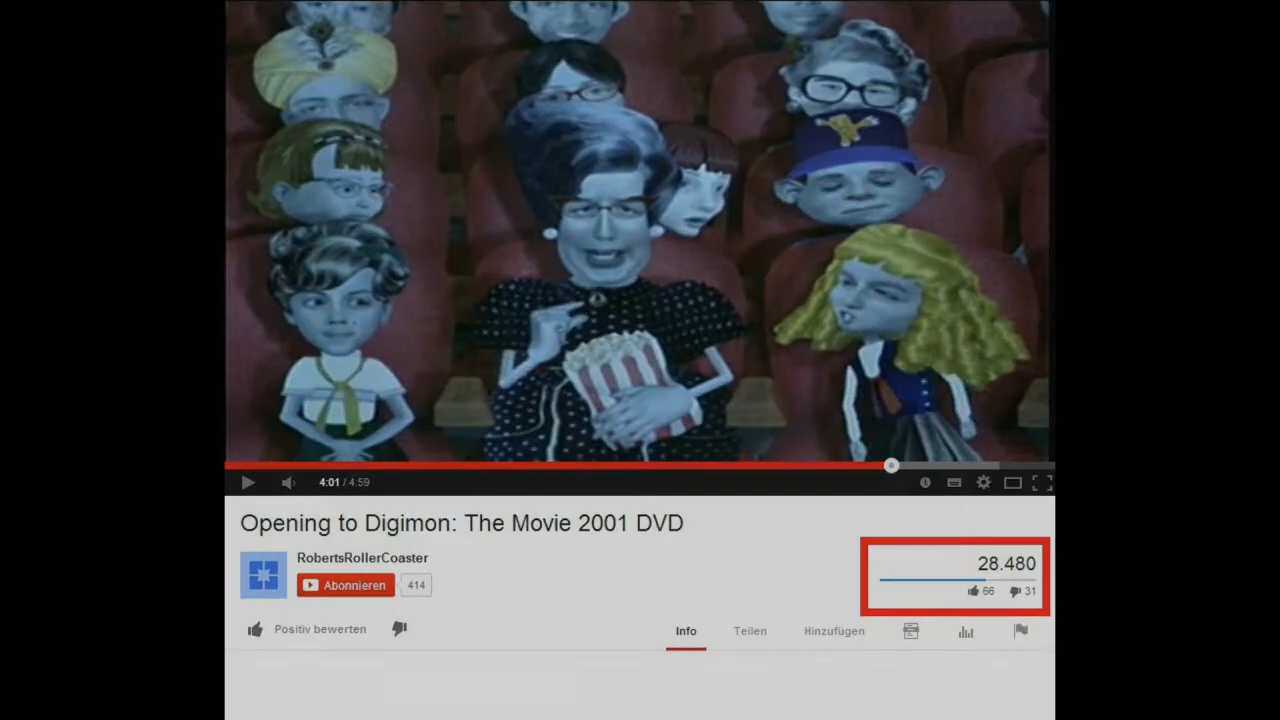 4:01 / 4:59
Opening to Digimon: The Movie 2001 DVD
RobertsRollerCoaster
Abonnieren 414
28.480
66 31
Positiv bewerten
Info Teilen Hinzufügen